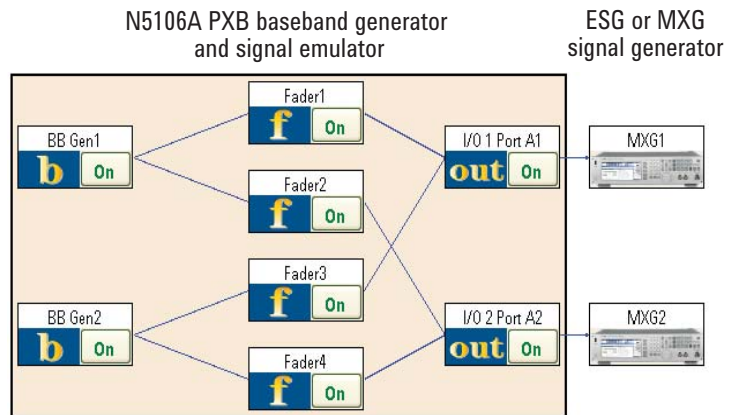 N5106A PXB baseband generator
and signal emulator
ESG or MXG
signal generator
Fader1
f On
BB Gen1
b On
I/O 1 Port A1
out On
MXG1
Fader2
f On
Fader3
f On
BB Gen2
b On
I/O 2 Port A2
out On
MXG2
Fader4
f On